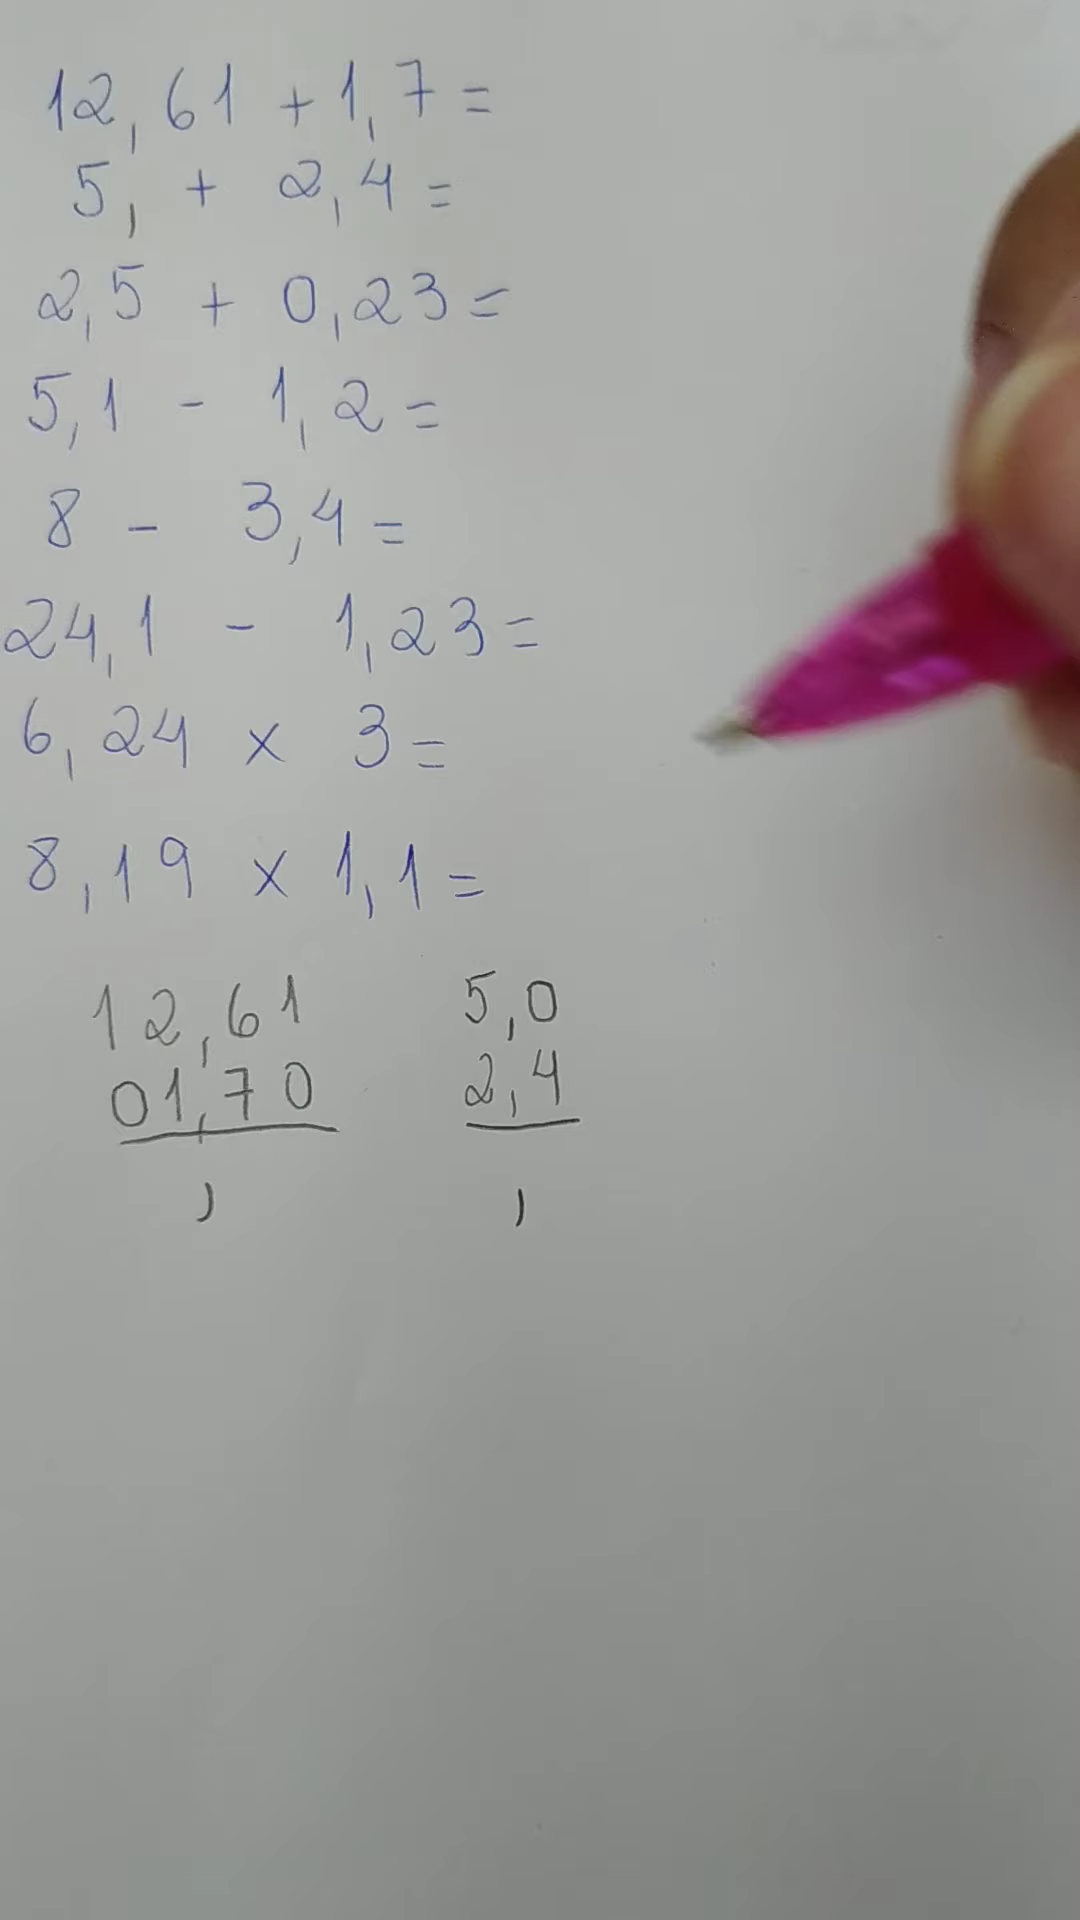 12,61 + 1,7 =
5, + 2,4 =
2,5 + 0,23 =
5,1 - 1,2 =
8 - 3,4 =
24,1 - 1,23 =
6,24 x 3 =
8,19 x 1,1 =
12,61 5,0
01,70 2,4
, ,